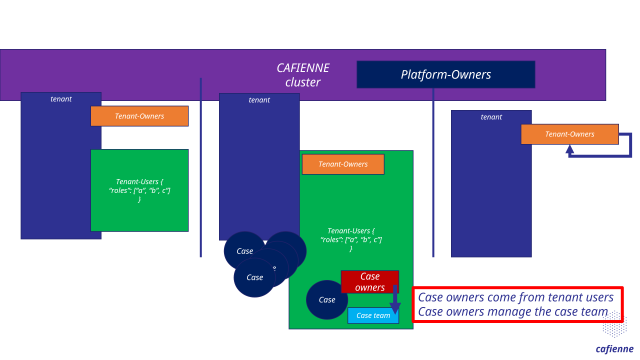 CAFIENNE
cluster
Platform-Owners
tenant
Tenant-Owners
Tenant-Users {
"roles": ["a", "b", c"]
}
tenant
Tenant-Owners
Tenant-Users {
"roles": ["a", "b", c"]
}
Case
Case
Case
Case
owners
Case team
tenant
Tenant-Owners
Case owners come from tenant users
Case owners manage the case team
cafienne